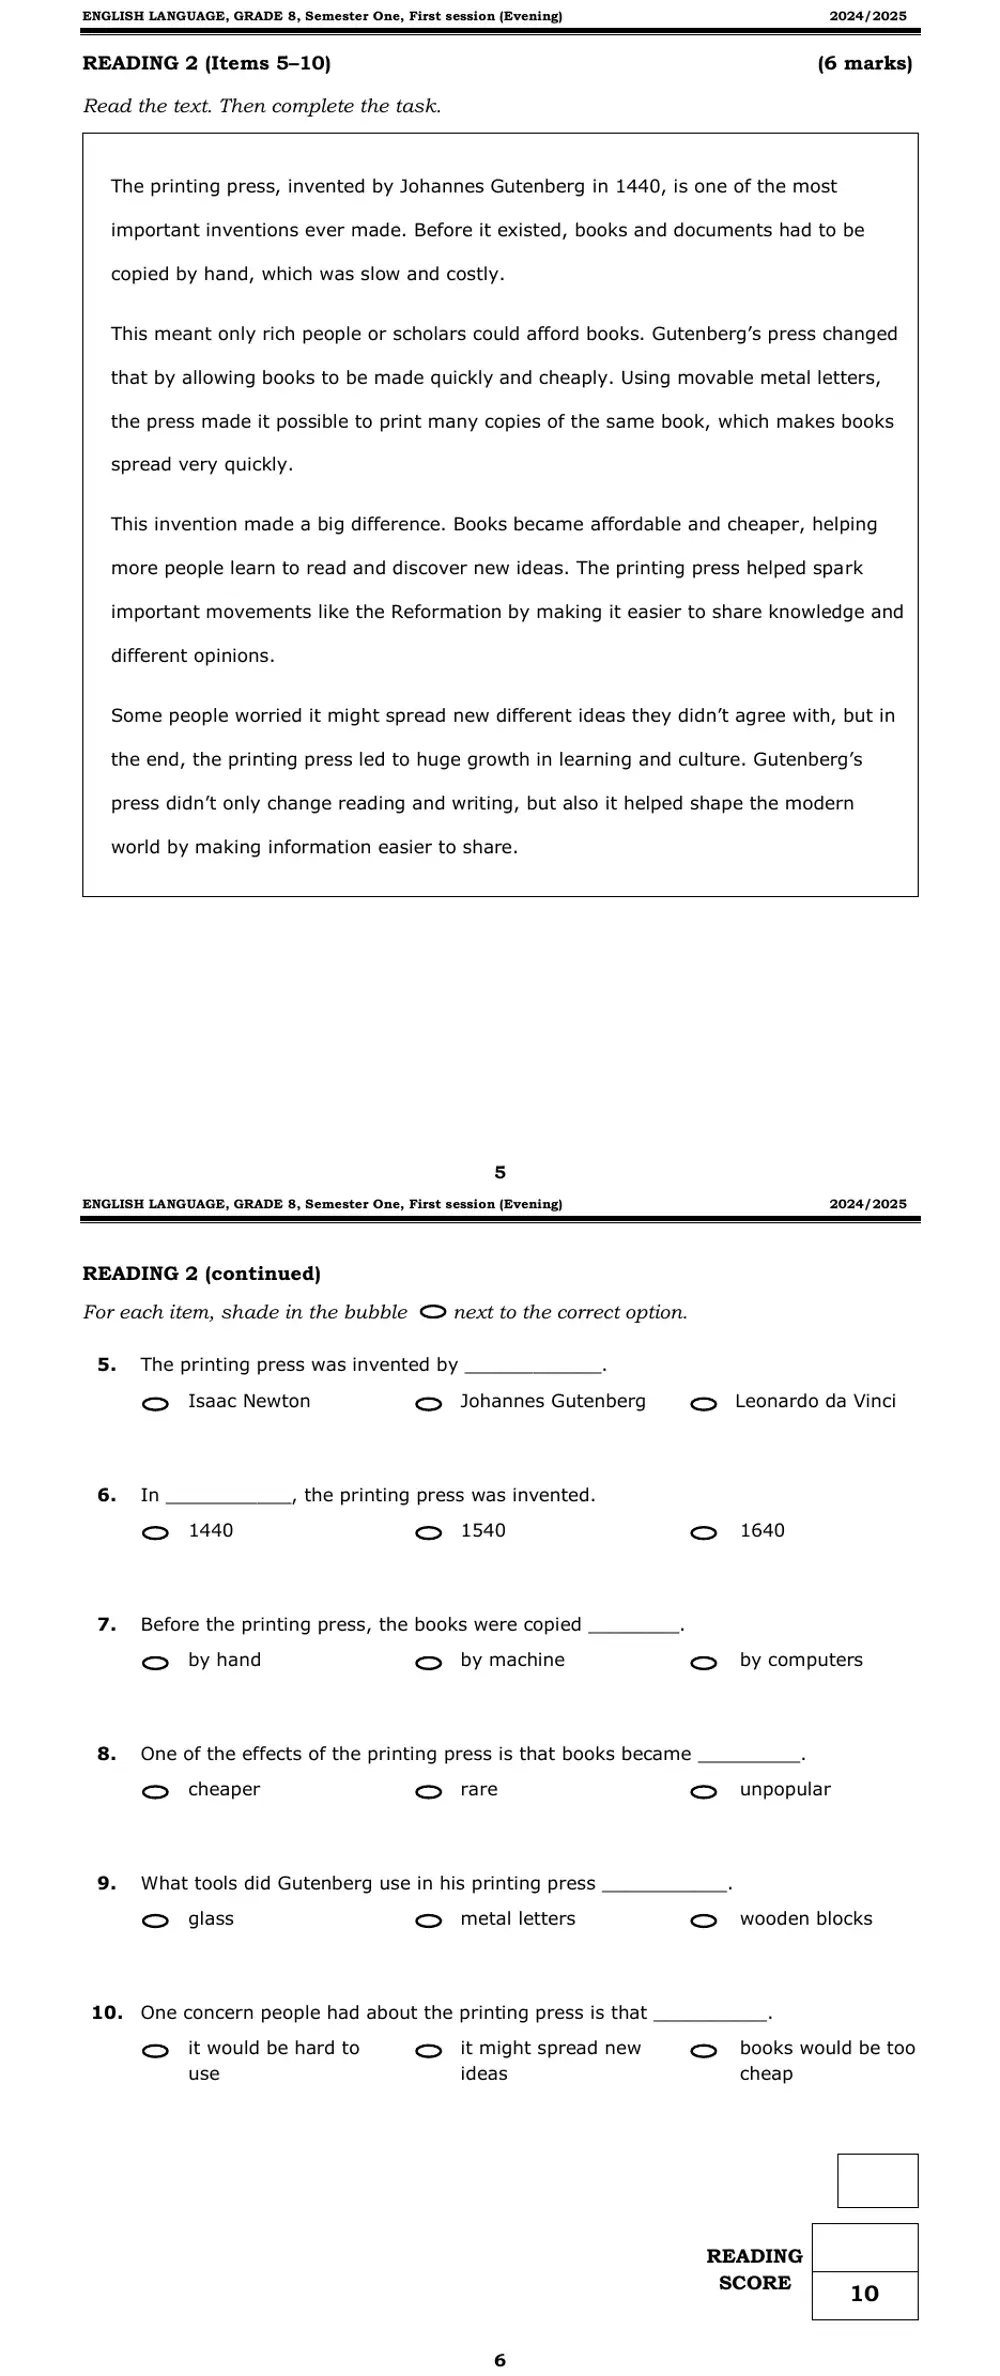 ENGLISH LANGUAGE, GRADE 8, Semester One, First session (Evening) 2024/2025
READING 2 (Items 5–10) (6 marks)
Read the text. Then complete the task.
The printing press, invented by Johannes Gutenberg in 1440, is one of the most
important inventions ever made. Before it existed, books and documents had to be
copied by hand, which was slow and costly.
This meant only rich people or scholars could afford books. Gutenberg’s press changed
that by allowing books to be made quickly and cheaply. Using movable metal letters,
the press made it possible to print many copies of the same book, which makes books
spread very quickly.
This invention made a big difference. Books became affordable and cheaper, helping
more people learn to read and discover new ideas. The printing press helped spark
important movements like the Reformation by making it easier to share knowledge and
different opinions.
Some people worried it might spread new different ideas they didn’t agree with, but in
the end, the printing press led to huge growth in learning and culture. Gutenberg’s
press didn’t only change reading and writing, but also it helped shape the modern
world by making information easier to share.
5
ENGLISH LANGUAGE, GRADE 8, Semester One, First session (Evening) 2024/2025
READING 2 (continued)
For each item, shade in the bubble next to the correct option.
5. The printing press was invented by ____________.
Isaac Newton Johannes Gutenberg Leonardo da Vinci
6. In ___________, the printing press was invented.
1440 1540 1640
7. Before the printing press, the books were copied ________.
by hand by machine by computers
8. One of the effects of the printing press is that books became _________.
cheaper rare unpopular
9. What tools did Gutenberg use in his printing press ___________.
glass metal letters wooden blocks
10. One concern people had about the printing press is that __________.
it would be hard to it might spread new books would be too
use ideas cheap
READING
SCORE
10
6